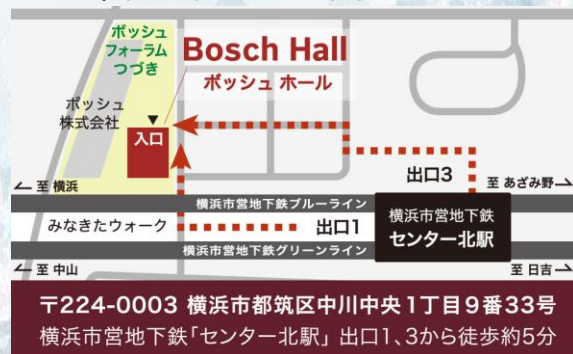 ボッシュ
フォーラム
つづき
Bosch Hall
ボッシュ ホール
ボッシュ
株式会社
入口
出口3
至 横浜
至 あざみ野
横浜市営地下鉄ブルーライン
みなきたウォーク
出口1
横浜市営地下鉄
センター北駅
横浜市営地下鉄グリーンライン
至 中山
至 日吉
〒224-0003 横浜市都筑区中川中央1丁目9番33号
横浜市営地下鉄「センター北駅」 出口1、3から徒歩約5分